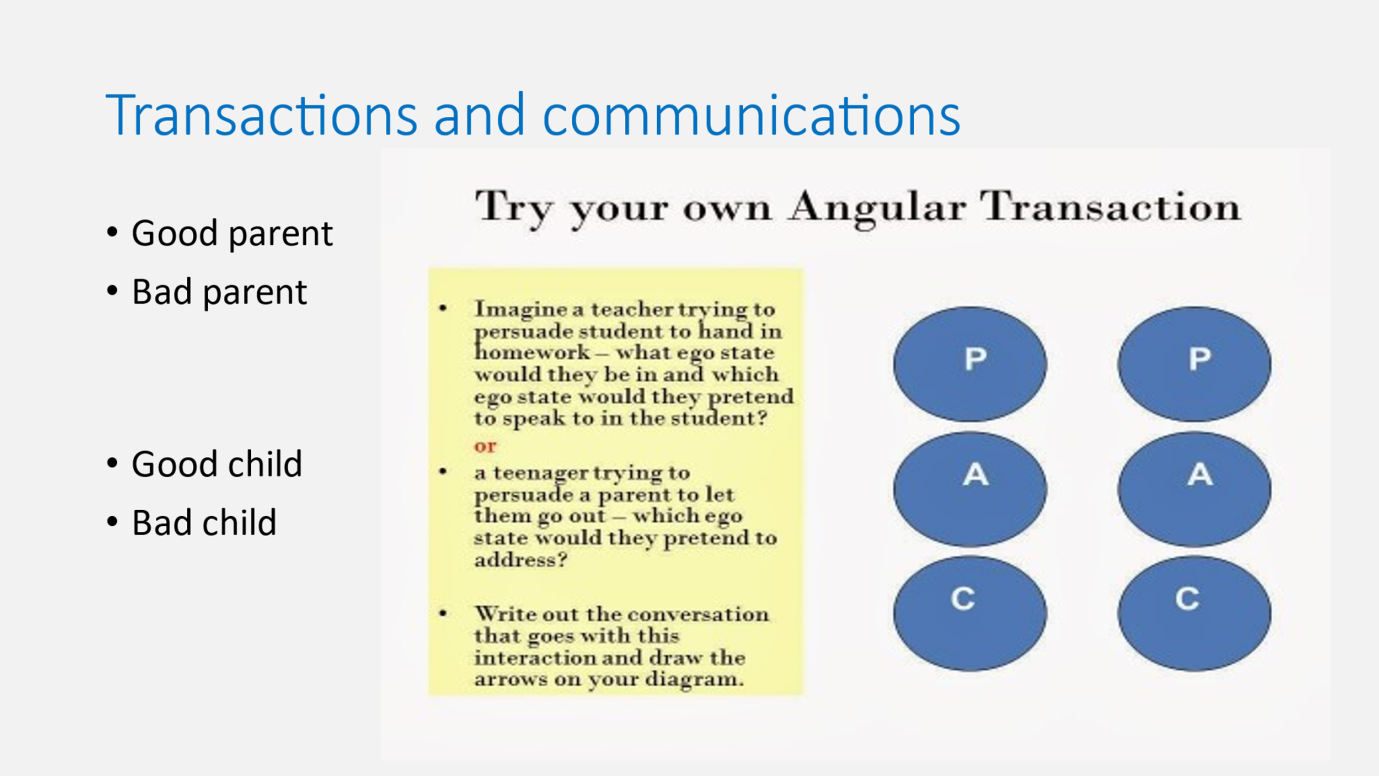 Transactions and communications
• Good parent
• Bad parent
• Good child
• Bad child
Try your own Angular Transaction
• Imagine a teacher trying to
persuade student to hand in
homework – what ego state
would they be in and which
ego state would they pretend
to speak to in the student?
or
• a teenager trying to
persuade a parent to let
them go out – which ego
state would they pretend to
address?
• Write out the conversation
that goes with this
interaction and draw the
arrows on your diagram.
P P
A A
C C